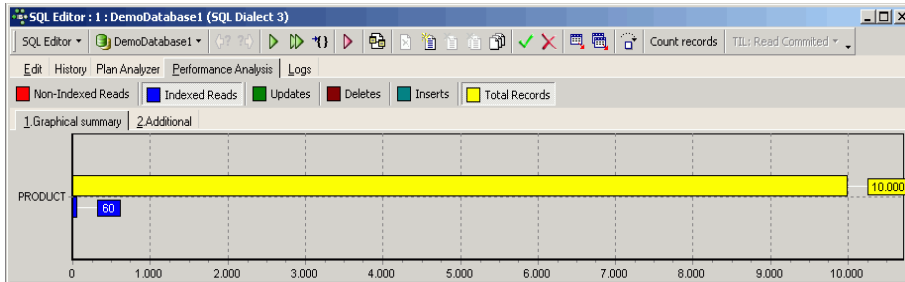 SQL Editor : 1 : DemoDatabase1 (SQL Dialect 3)
SQL Editor DemoDatabase1 Count records TIL: Read Commited
Edit History Plan Analyzer Performance Analysis Logs
Non-Indexed Reads Indexed Reads Updates Deletes Inserts Total Records
1.Graphical summary 2.Additional
10.000
PRODUCT
60
0 1.000 2.000 3.000 4.000 5.000 6.000 7.000 8.000 9.000 10.000